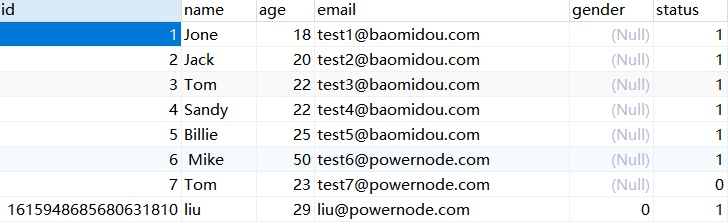 id name age email gender status
1 Jone 18 test1@baomidou.com (Null) 1
2 Jack 20 test2@baomidou.com (Null) 1
3 Tom 22 test3@baomidou.com (Null) 1
4 Sandy 22 test4@baomidou.com (Null) 1
5 Billie 25 test5@baomidou.com (Null) 1
6 Mike 50 test6@powernode.com (Null) 1
7 Tom 23 test7@powernode.com (Null) 0
1615948685680631810 liu 29 liu@powernode.com 0 1